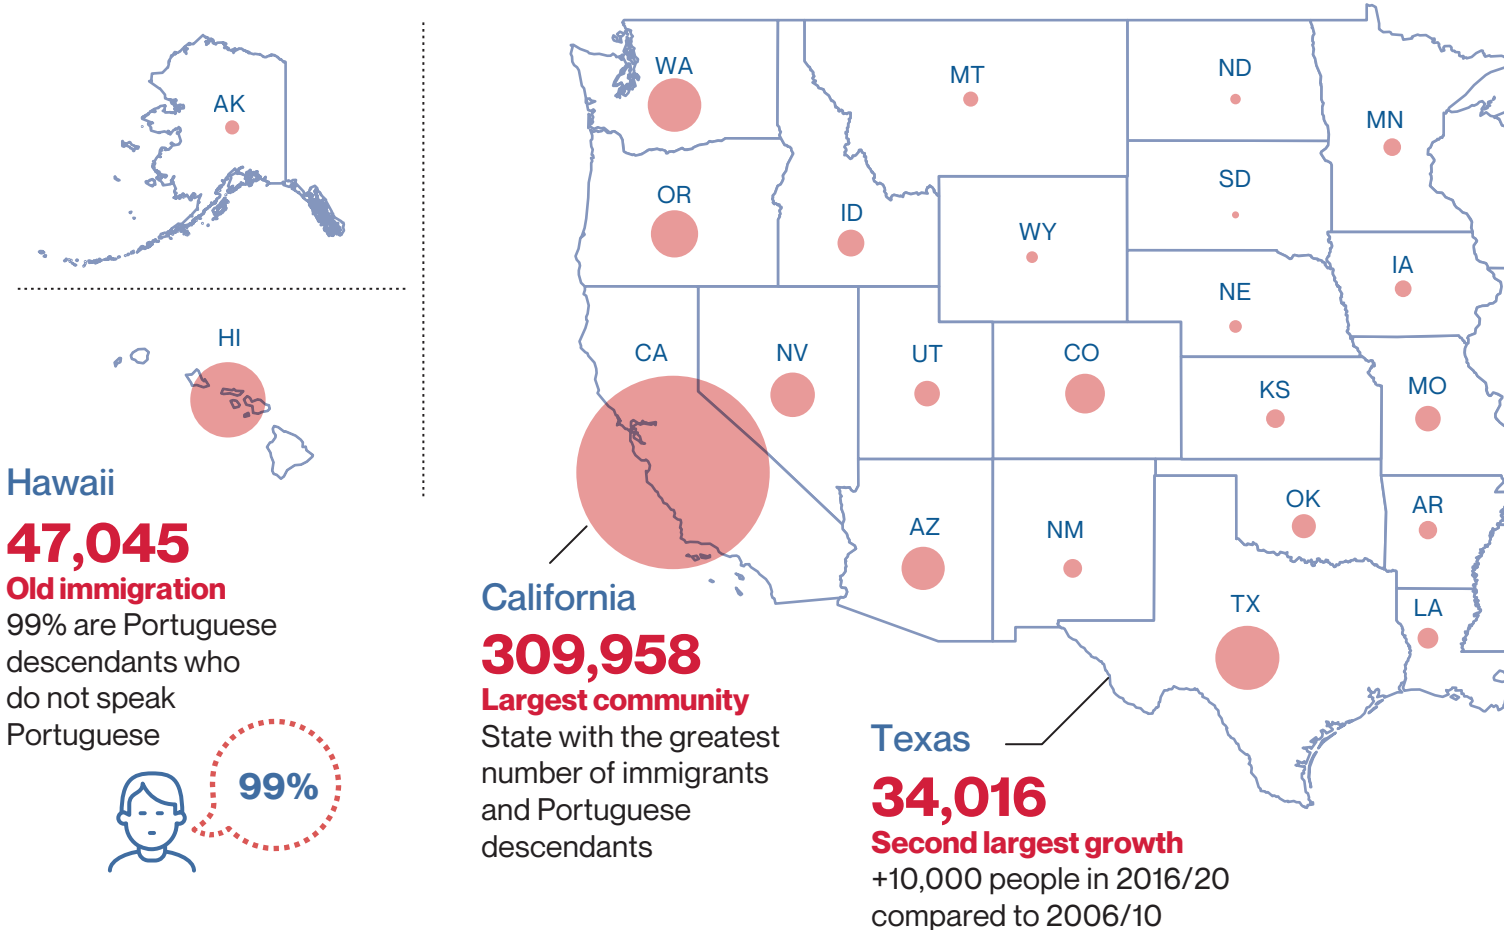 AK
HI
Hawaii
47,045
Old immigration
99% are Portuguese
descendants who
do not speak
Portuguese
99%
WA
MT
ND
MN
OR
ID
SD
WY
IA
NE
CA
NV
UT
CO
KS
MO
AZ
NM
OK
AR
TX
LA
California
309,958
Largest community
State with the greatest
number of immigrants
and Portuguese
descendants
Texas
34,016
Second largest growth
+10,000 people in 2016/20
compared to 2006/10